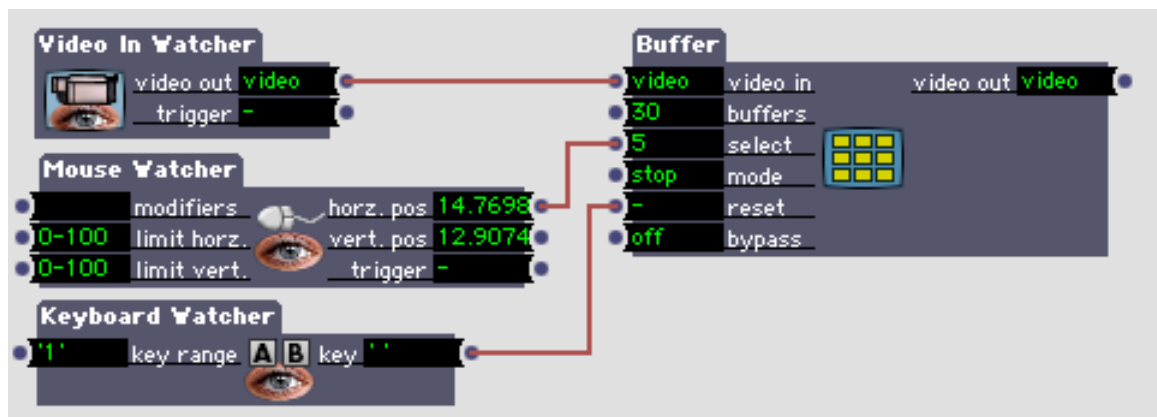 Video In Watcher
video out video
trigger -
Mouse Watcher
modifiers horz. pos 14.7698
0-100 limit horz. vert. pos 12.9074
0-100 limit vert. trigger -
Keyboard Watcher
'1' key range A B key ' '
Buffer
video video in video out video
30 buffers
5 select
stop mode
- reset
off bypass